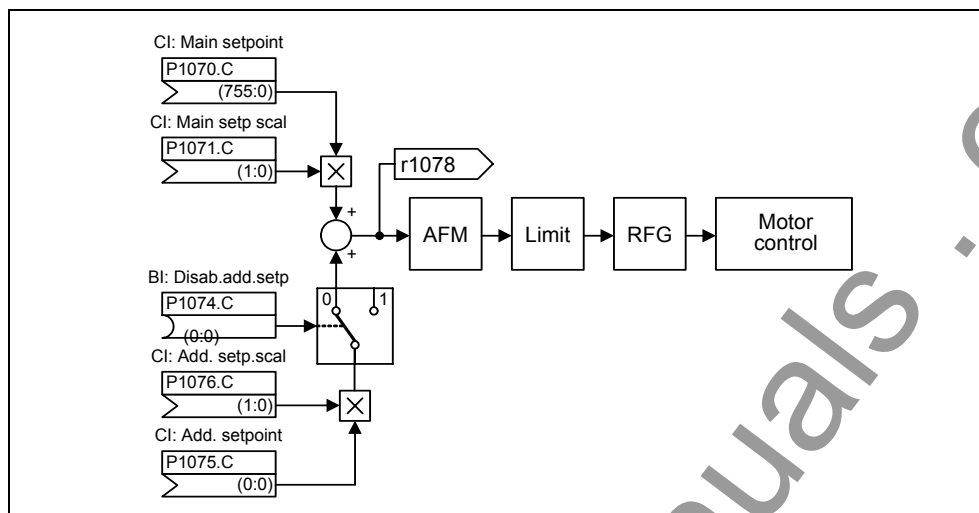 CI: Main setpoint
P1070.C
(755:0)
CI: Main setp scal
P1071.C
(1:0)
r1078
+
+
AFM
Limit
RFG
Motor
control
BI: Disab.add.setp
P1074.C
(0:0)
0
1
CI: Add. setp.scal
P1076.C
(1:0)
CI: Add. setpoint
P1075.C
(0:0)